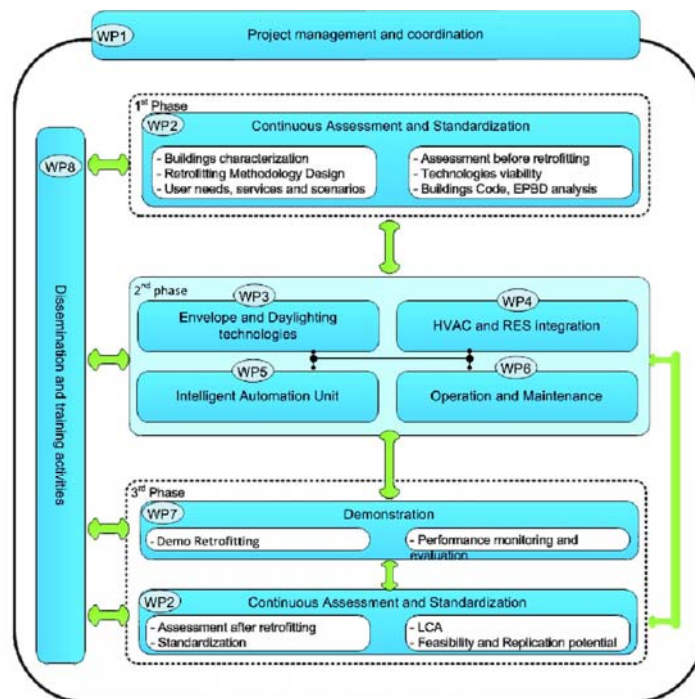 WP1
Project management and coordination
1st Phase
WP2
Continuous Assessment and Standardization
- Buildings characterization
- Retrofitting Methodology Design
- User needs, services and scenarios
- Assessment before retrofitting
- Technologies viability
- Buildings Code, EPBD analysis
WP8
Dissemination and training activities
2nd phase
WP3
Envelope and Daylighting
technologies
WP4
HVAC and RES integration
WP5
Intelligent Automation Unit
WP6
Operation and Maintenance
3rd Phase
WP7
Demonstration
- Demo Retrofitting
- Performance monitoring and
evaluation
WP2
Continuous Assessment and Standardization
- Assessment after retrofitting
- Standardization
- LCA
- Feasibility and Replication potential